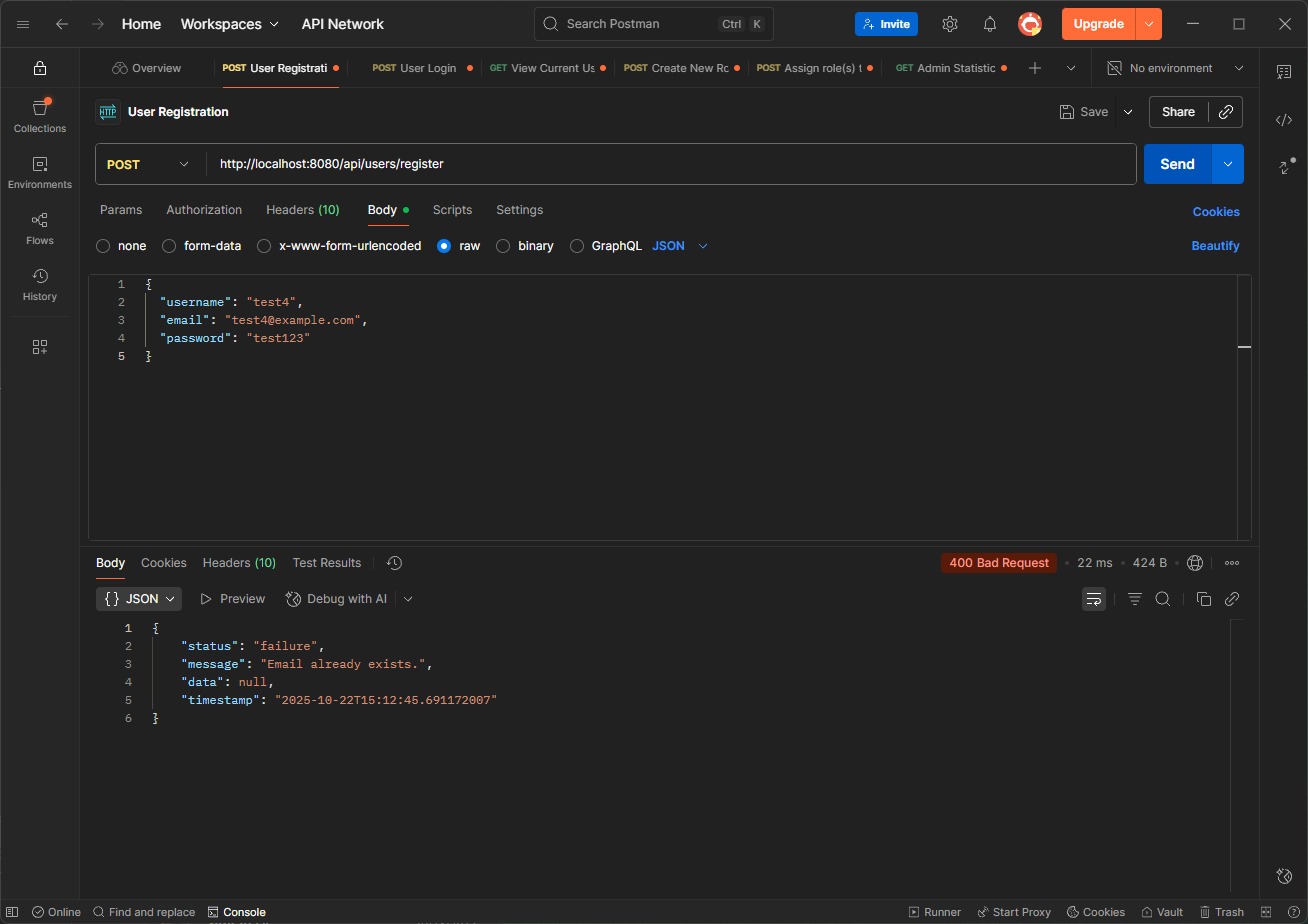 Home Workspaces API Network Search Postman Ctrl K Invite Upgrade
Overview POST User Registrati POST User Login GET View Current Us POST Create New Rc POST Assign role(s) t GET Admin Statistic No environment
Collections
Environments
Flows
History
HTTP User Registration Save Share
POST http://localhost:8080/api/users/register Send
Params Authorization Headers (10) Body Scripts Settings Cookies
none form-data x-www-form-urlencoded raw binary GraphQL JSON Beautify
1 {
2 "username": "test4",
3 "email": "test4@example.com",
4 "password": "test123"
5 }
Body Cookies Headers (10) Test Results 400 Bad Request 22 ms 424 B
{} JSON Preview Debug with AI
1 {
2 "status": "failure",
3 "message": "Email already exists.",
4 "data": null,
5 "timestamp": "2025-10-22T15:12:45.691172007"
6 }
Online Find and replace Console Runner Start Proxy Cookies Vault Trash